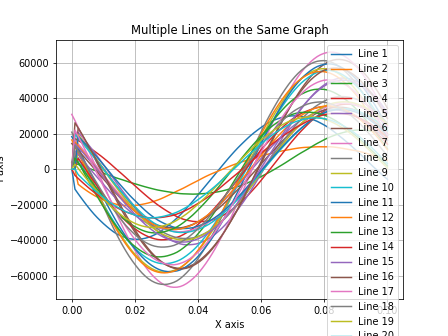 Multiple Lines on the Same Graph
60000
40000
20000
0
−20000
−40000
−60000
0.00
0.02
0.04
0.06
X axis
Line 1
Line 2
Line 3
Line 4
Line 5
Line 6
Line 7
Line 8
Line 9
Line 10
Line 11
Line 12
Line 13
Line 14
Line 15
Line 16
Line 17
Line 18
Line 19
Line 20